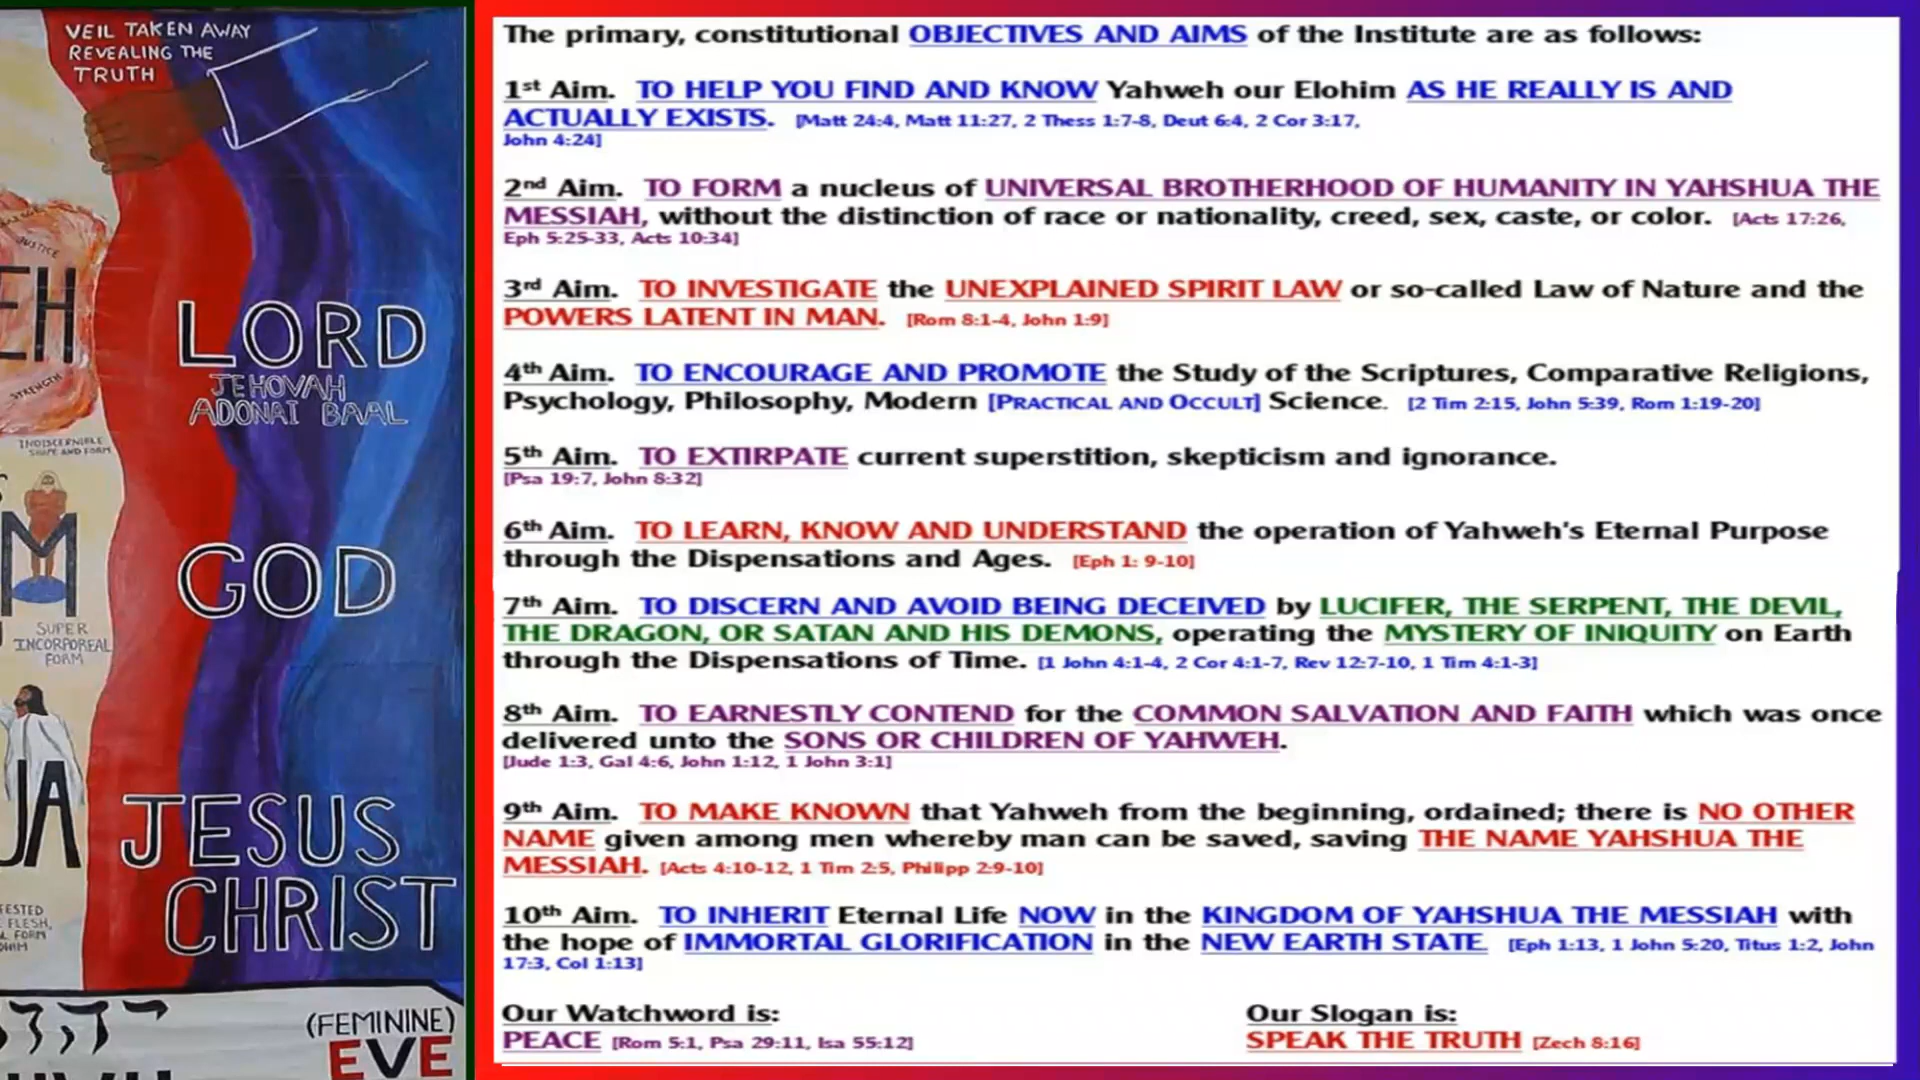 VEIL TAKEN AWAY
REVEALING THE
TRUTH
JUSTICE
EH
STRENGTH
LORD
JEHOVAH
ADONAI BAAL
INDISCERNIBLE
SHAPE AND FORM
M
GOD
SUPER
INCORPOREAL
FORM
UA
JESUS
CHRIST
FESTED
FLESH,
L FORM
יהו
(FEMININE)
EVE
The primary, constitutional OBJECTIVES AND AIMS of the Institute are as follows:
1st Aim. TO HELP YOU FIND AND KNOW Yahweh our Elohim AS HE REALLY IS AND
ACTUALLY EXISTS. [Matt 24:4, Matt 11:27, 2 Thess 1:7-8, Deut 6:4, 2 Cor 3:17,
John 4:24]
2nd Aim. TO FORM a nucleus of UNIVERSAL BROTHERHOOD OF HUMANITY IN YAHSHUA THE
MESSIAH, without the distinction of race or nationality, creed, sex, caste, or color. [Acts 17:26,
Eph 5:25-33, Acts 10:34]
3rd Aim. TO INVESTIGATE the UNEXPLAINED SPIRIT LAW or so-called Law of Nature and the
POWERS LATENT IN MAN. [Rom 8:1-4, John 1:9]
4th Aim. TO ENCOURAGE AND PROMOTE the Study of the Scriptures, Comparative Religions,
Psychology, Philosophy, Modern [PRACTICAL AND OCCULT] Science. [2 Tim 2:15, John 5:39, Rom 1:19-20]
5th Aim. TO EXTIRPATE current superstition, skepticism and ignorance.
[Psa 19:7, John 8:32]
6th Aim. TO LEARN, KNOW AND UNDERSTAND the operation of Yahweh's Eternal Purpose
through the Dispensations and Ages. [Eph 1: 9-10]
7th Aim. TO DISCERN AND AVOID BEING DECEIVED by LUCIFER, THE SERPENT, THE DEVIL,
THE DRAGON, OR SATAN AND HIS DEMONS, operating the MYSTERY OF INIQUITY on Earth
through the Dispensations of Time. [1 John 4:1-4, 2 Cor 4:1-7, Rev 12:7-10, 1 Tim 4:1-3]
8th Aim. TO EARNESTLY CONTEND for the COMMON SALVATION AND FAITH which was once
delivered unto the SONS OR CHILDREN OF YAHWEH.
[Jude 1:3, Gal 4:6, John 1:12, 1 John 3:1]
9th Aim. TO MAKE KNOWN that Yahweh from the beginning, ordained; there is NO OTHER
NAME given among men whereby man can be saved, saving THE NAME YAHSHUA THE
MESSIAH. [Acts 4:10-12, 1 Tim 2:5, Philipp 2:9-10]
10th Aim. TO INHERIT Eternal Life NOW in the KINGDOM OF YAHSHUA THE MESSIAH with
the hope of IMMORTAL GLORIFICATION in the NEW EARTH STATE [Eph 1:13, 1 John 5:20, Titus 1:2, John
17:3, Col 1:13]
Our Watchword is:
PEACE [Rom 5:1, Psa 29:11, Isa 55:12]
Our Slogan is:
SPEAK THE TRUTH [Zech 8:16]